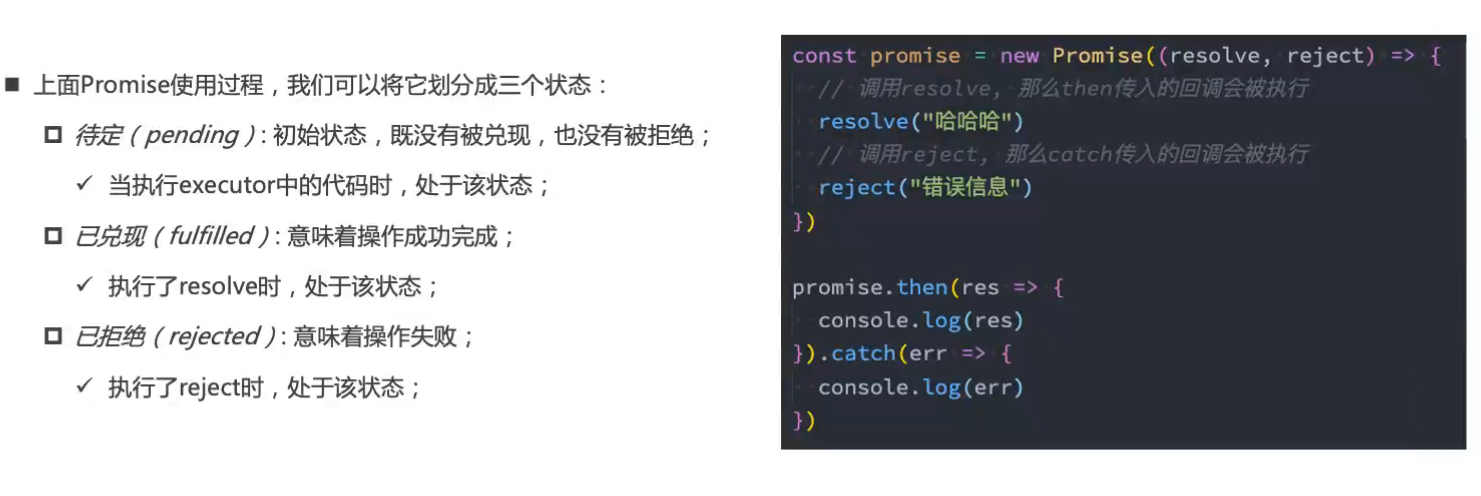 ■ 上面Promise使用过程，我们可以将它划分成三个状态：
待定（pending）: 初始状态，既没有被兑现，也没有被拒绝；
✓ 当执行executor中的代码时，处于该状态；
已兑现（fulfilled）: 意味着操作成功完成；
✓ 执行了resolve时，处于该状态；
已拒绝（rejected）: 意味着操作失败；
✓ 执行了reject时，处于该状态；
const promise = new Promise((resolve, reject) => {
  // 调用resolve, 那么then传入的回调会被执行
  resolve("哈哈哈")
  // 调用reject, 那么catch传入的回调会被执行
  reject("错误信息")
})
promise.then(res => {
  console.log(res)
}).catch(err => {
  console.log(err)
})